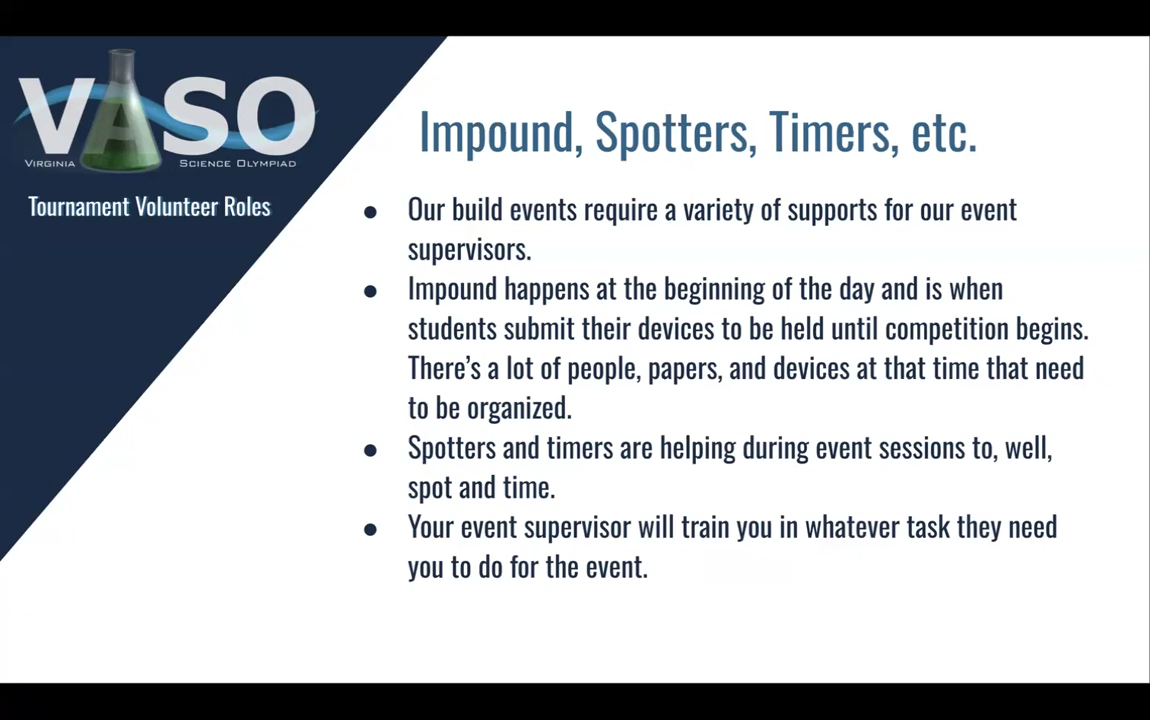 VASO
VIRGINIA SCIENCE OLYMPIAD
Tournament Volunteer Roles
Impound, Spotters, Timers, etc.
● Our build events require a variety of supports for our event
supervisors.
● Impound happens at the beginning of the day and is when
students submit their devices to be held until competition begins.
There’s a lot of people, papers, and devices at that time that need
to be organized.
● Spotters and timers are helping during event sessions to, well,
spot and time.
● Your event supervisor will train you in whatever task they need
you to do for the event.